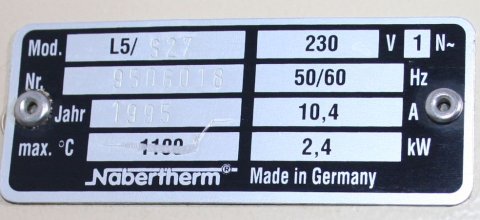 Mod. L5/ S27 230 V 1 N~
Nr. 9506018 50/60 Hz
Jahr 1995 10,4 A
max. °C 1100 2,4 kW
Nabertherm® Made in Germany